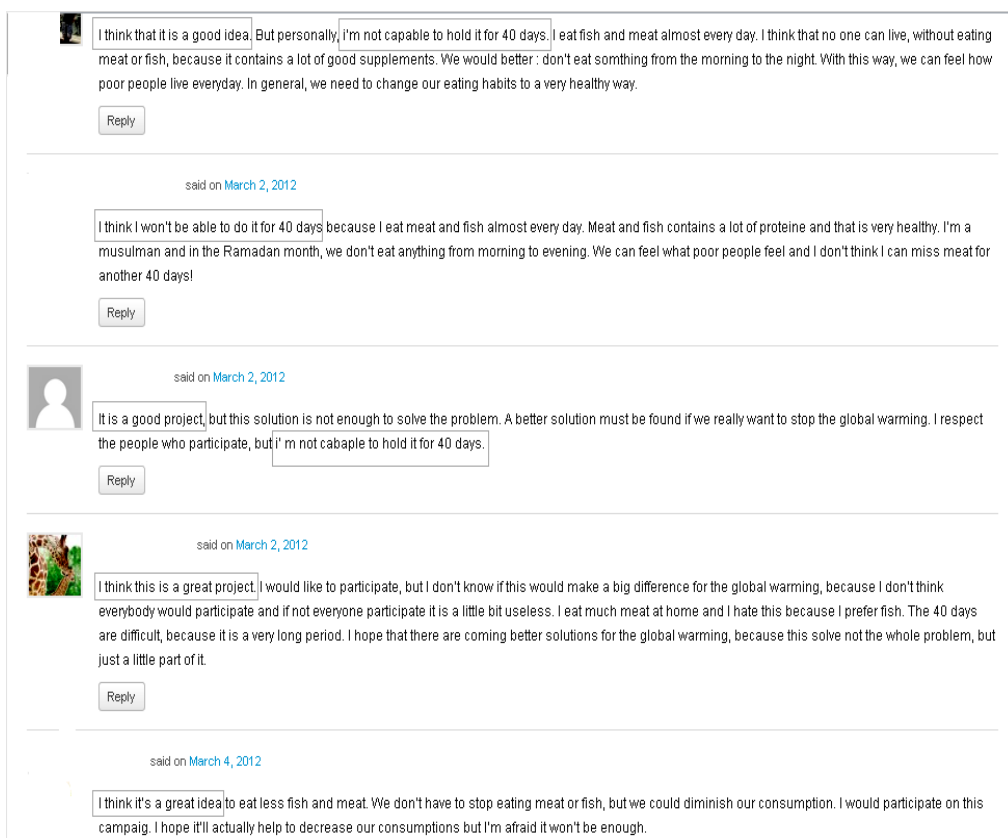 I think that it is a good idea. But personally, i'm not capable to hold it for 40 days. I eat fish and meat almost every day. I think that no one can live, without eating
meat or fish, because it contains a lot of good supplements. We would better : don't eat somthing from the morning to the night. With this way, we can feel how
poor people live everyday. In general, we need to change our eating habits to a very healthy way.
Reply
said on March 2, 2012
I think I won't be able to do it for 40 days because I eat meat and fish almost every day. Meat and fish contains a lot of proteine and that is very healthy. I'm a
musulman and in the Ramadan month, we don't eat anything from morning to evening. We can feel what poor people feel and I don't think I can miss meat for
another 40 days!
Reply
said on March 2, 2012
It is a good project, but this solution is not enough to solve the problem. A better solution must be found if we really want to stop the global warming. I respect
the people who participate, but i' m not cabaple to hold it for 40 days.
Reply
said on March 2, 2012
I think this is a great project. I would like to participate, but I don't know if this would make a big difference for the global warming, because I don't think
everybody would participate and if not everyone participate it is a little bit useless. I eat much meat at home and I hate this because I prefer fish. The 40 days
are difficult, because it is a very long period. I hope that there are coming better solutions for the global warming, because this solve not the whole problem, but
just a little part of it.
Reply
said on March 4, 2012
I think it's a great idea to eat less fish and meat. We don't have to stop eating meat or fish, but we could diminish our consumption. I would participate on this
campaig. I hope it'll actually help to decrease our consumptions but I'm afraid it won't be enough.